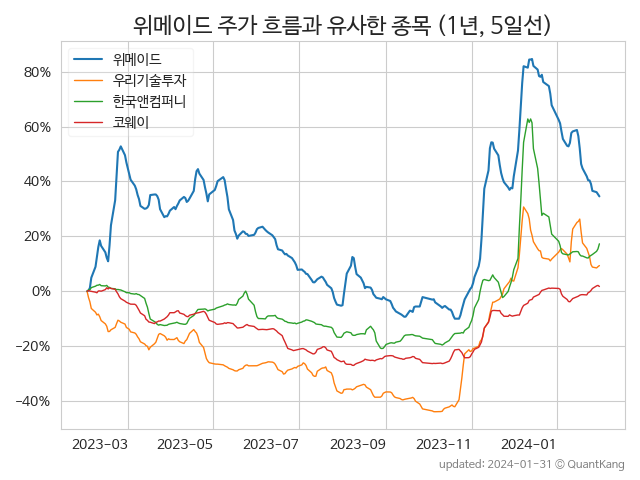 위메이드 주가 흐름과 유사한 종목 (1년, 5일선)
위메이드
우리기술투자
한국앤컴퍼니
코웨이
80%
60%
40%
20%
0%
−20%
−40%
2023-03 2023-05 2023-07 2023-09 2023-11 2024-01
updated: 2024-01-31 © QuantKang